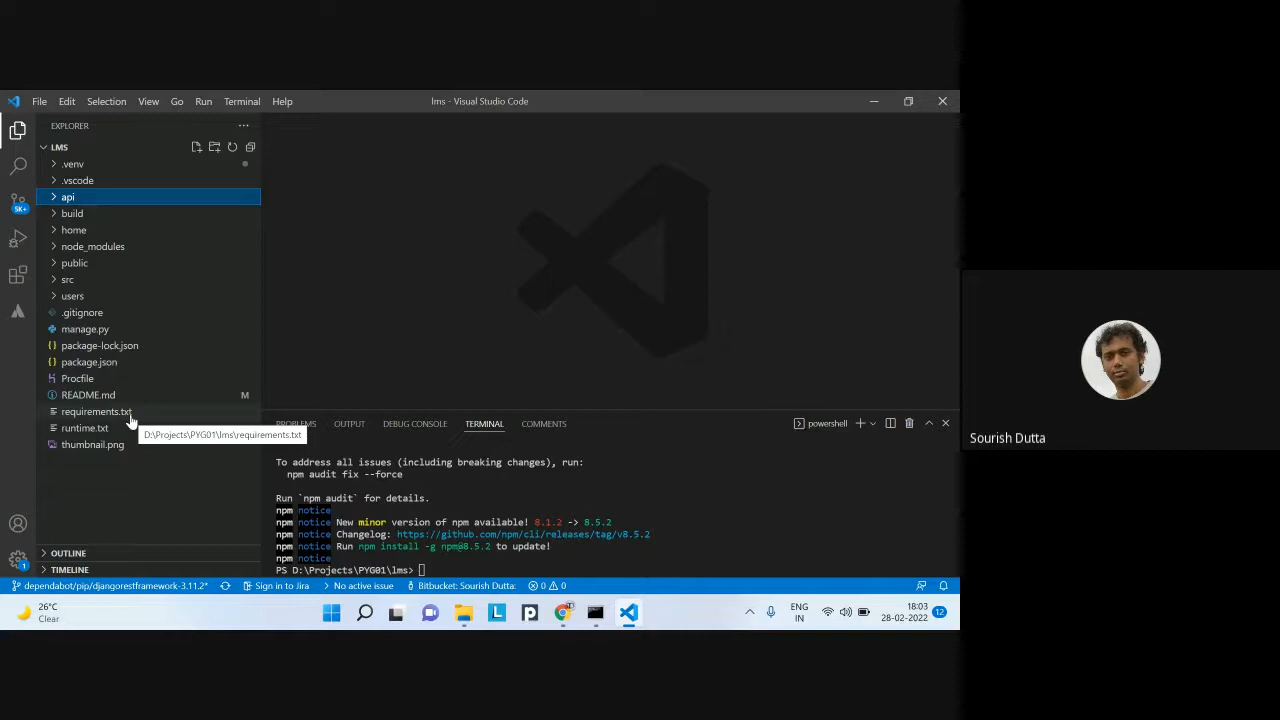 File Edit Selection View Go Run Terminal Help lms - Visual Studio Code
EXPLORER
LMS
.venv
.vscode
api
build
home
node_modules
public
src
users
.gitignore
manage.py
package-lock.json
package.json
Procfile
README.md M
requirements.txt
runtime.txt
thumbnail.png
D:\Projects\PYG01\lms\requirements.txt
OUTLINE
TIMELINE
5K+
1
PROBLEMS OUTPUT DEBUG CONSOLE TERMINAL COMMENTS powershell
To address all issues (including breaking changes), run:
npm audit fix --force
Run `npm audit` for details.
npm notice
npm notice New minor version of npm available! 8.1.2 -> 8.5.2
npm notice Changelog: https://github.com/npm/cli/releases/tag/v8.5.2
npm notice Run npm install -g npm@8.5.2 to update!
npm notice
PS D:\Projects\PYG01\lms>
dependabot/pip/djangorestframework-3.11.2* Sign in to Jira No active issue Bitbucket: Sourish Dutta: 0 0
26°C
Clear
ENG
IN
18:03
28-02-2022
12
Sourish Dutta